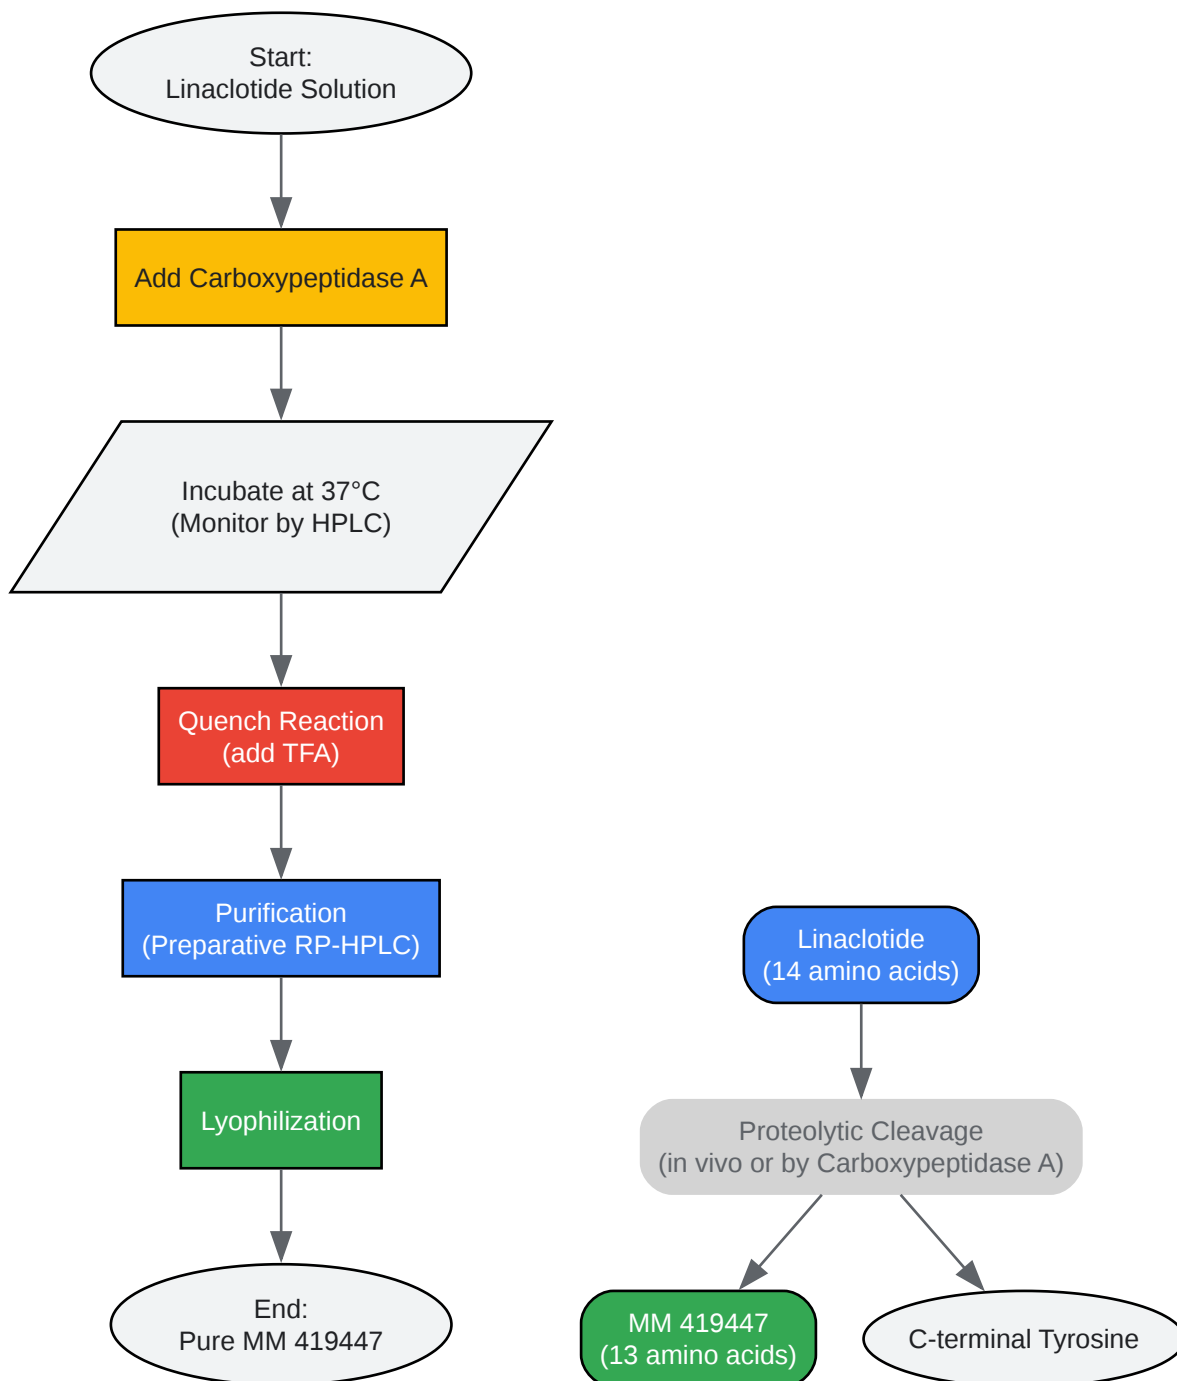 Start:
Linaclotide Solution
Add Carboxypeptidase A
Incubate at 37°C
(Monitor by HPLC)
Quench Reaction
(add TFA)
Purification
(Preparative RP-HPLC)
Lyophilization
End:
Pure MM 419447
Linaclotide
(14 amino acids)
Proteolytic Cleavage
(in vivo or by Carboxypeptidase A)
MM 419447
(13 amino acids)
C-terminal Tyrosine